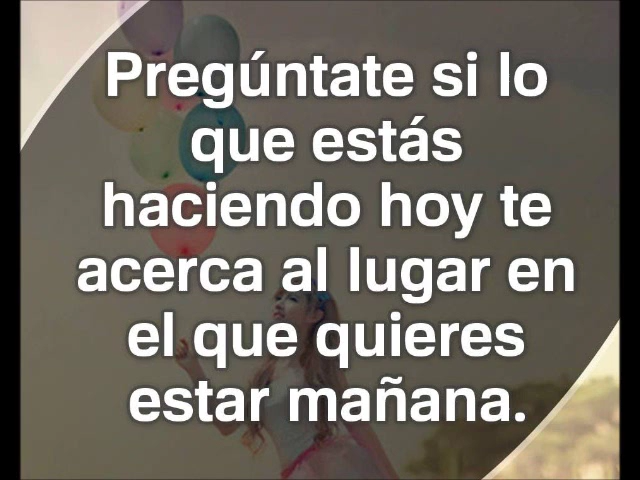 Pregúntate si lo
que estás
haciendo hoy te
acerca al lugar en
el que quieres
estar mañana.